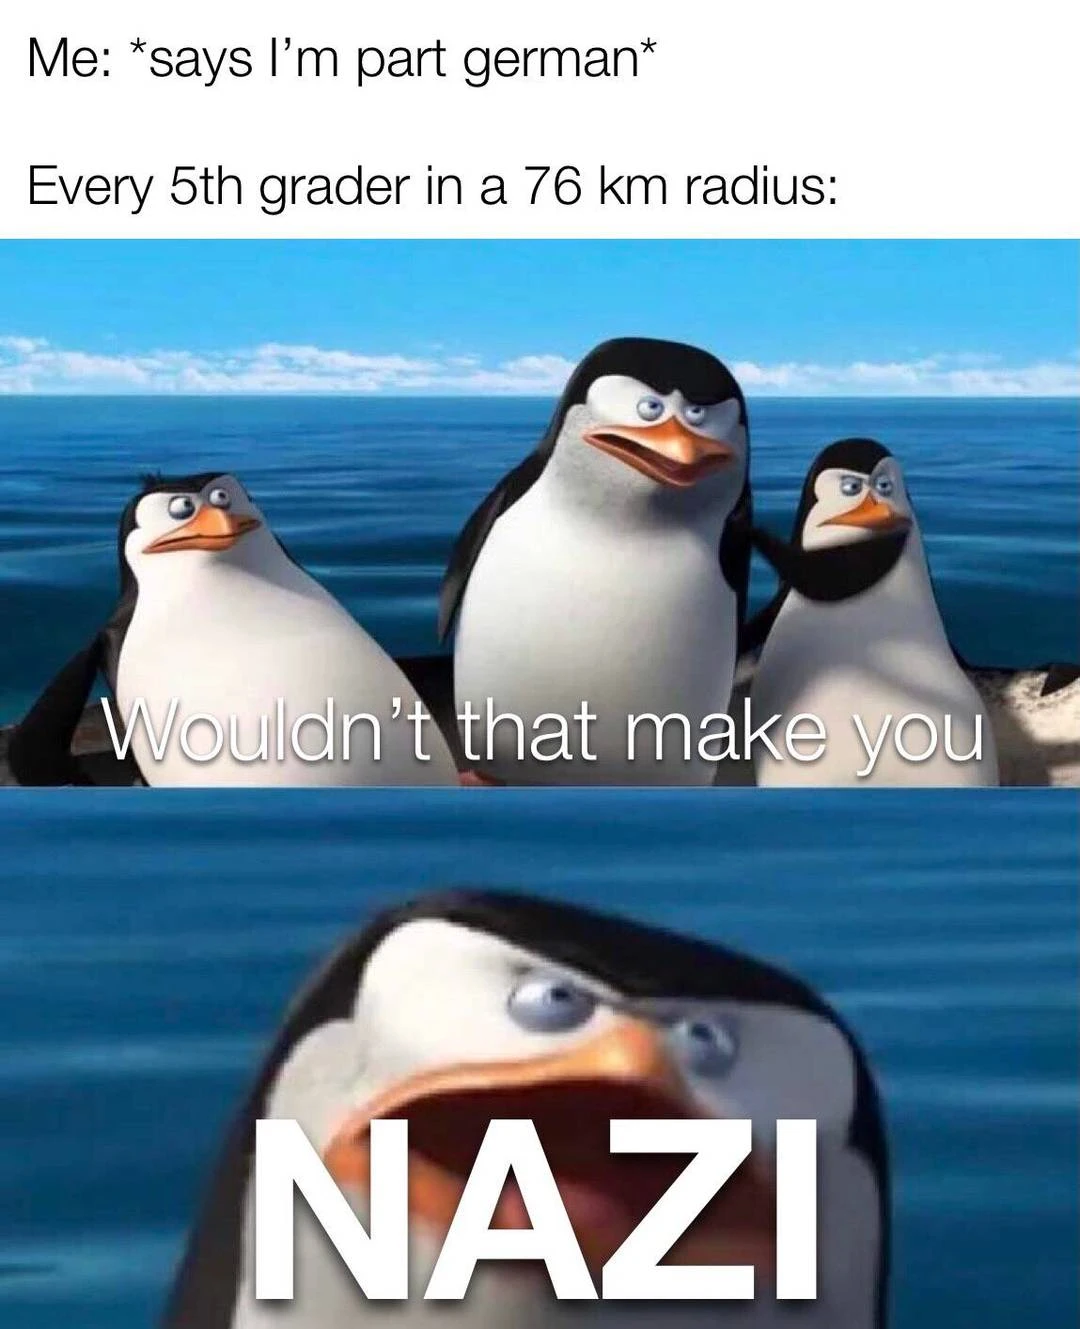 Me: *says I’m part german*
Every 5th grader in a 76 km radius:
Wouldn’t that make you
NAZI